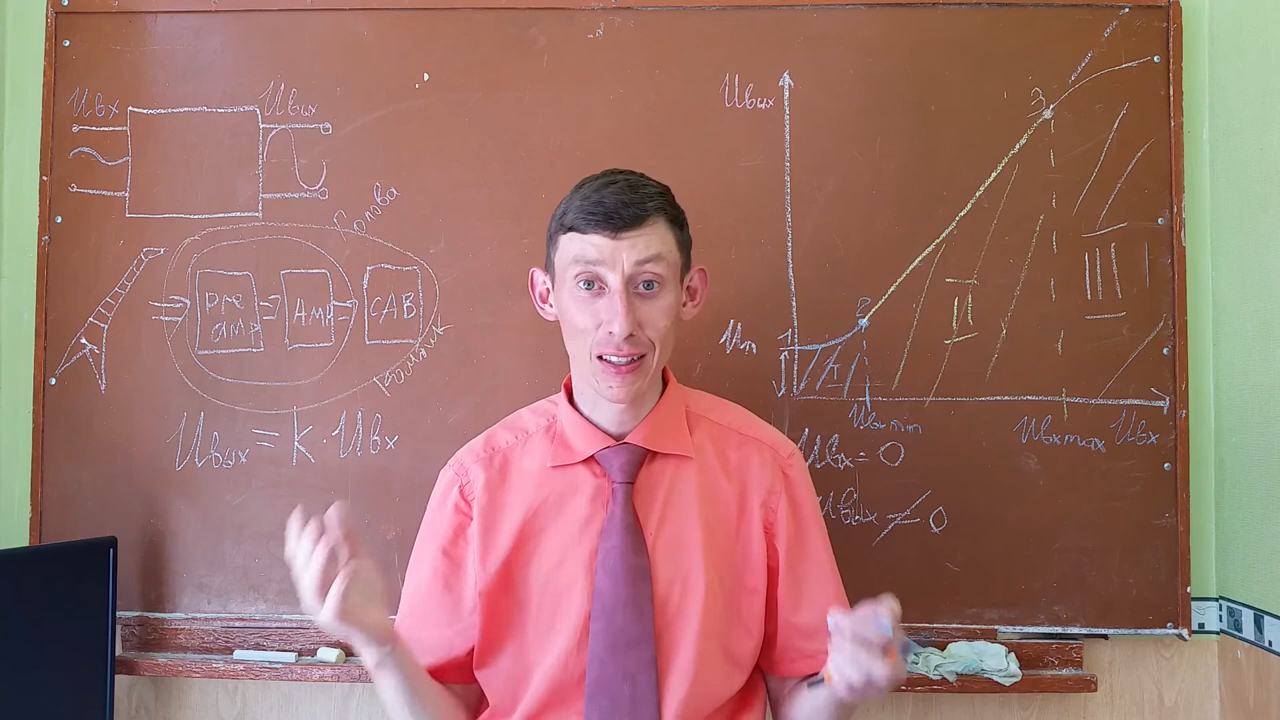 Uвх Uвых
Голова
pre amp
Amp
CAB
Комбик
Uвых = K · Uвх
Uвых
3
2
Uп 1
I
II
III
Uвх min
Uвх max Uвх
Uвх = 0
Uвых ≠ 0